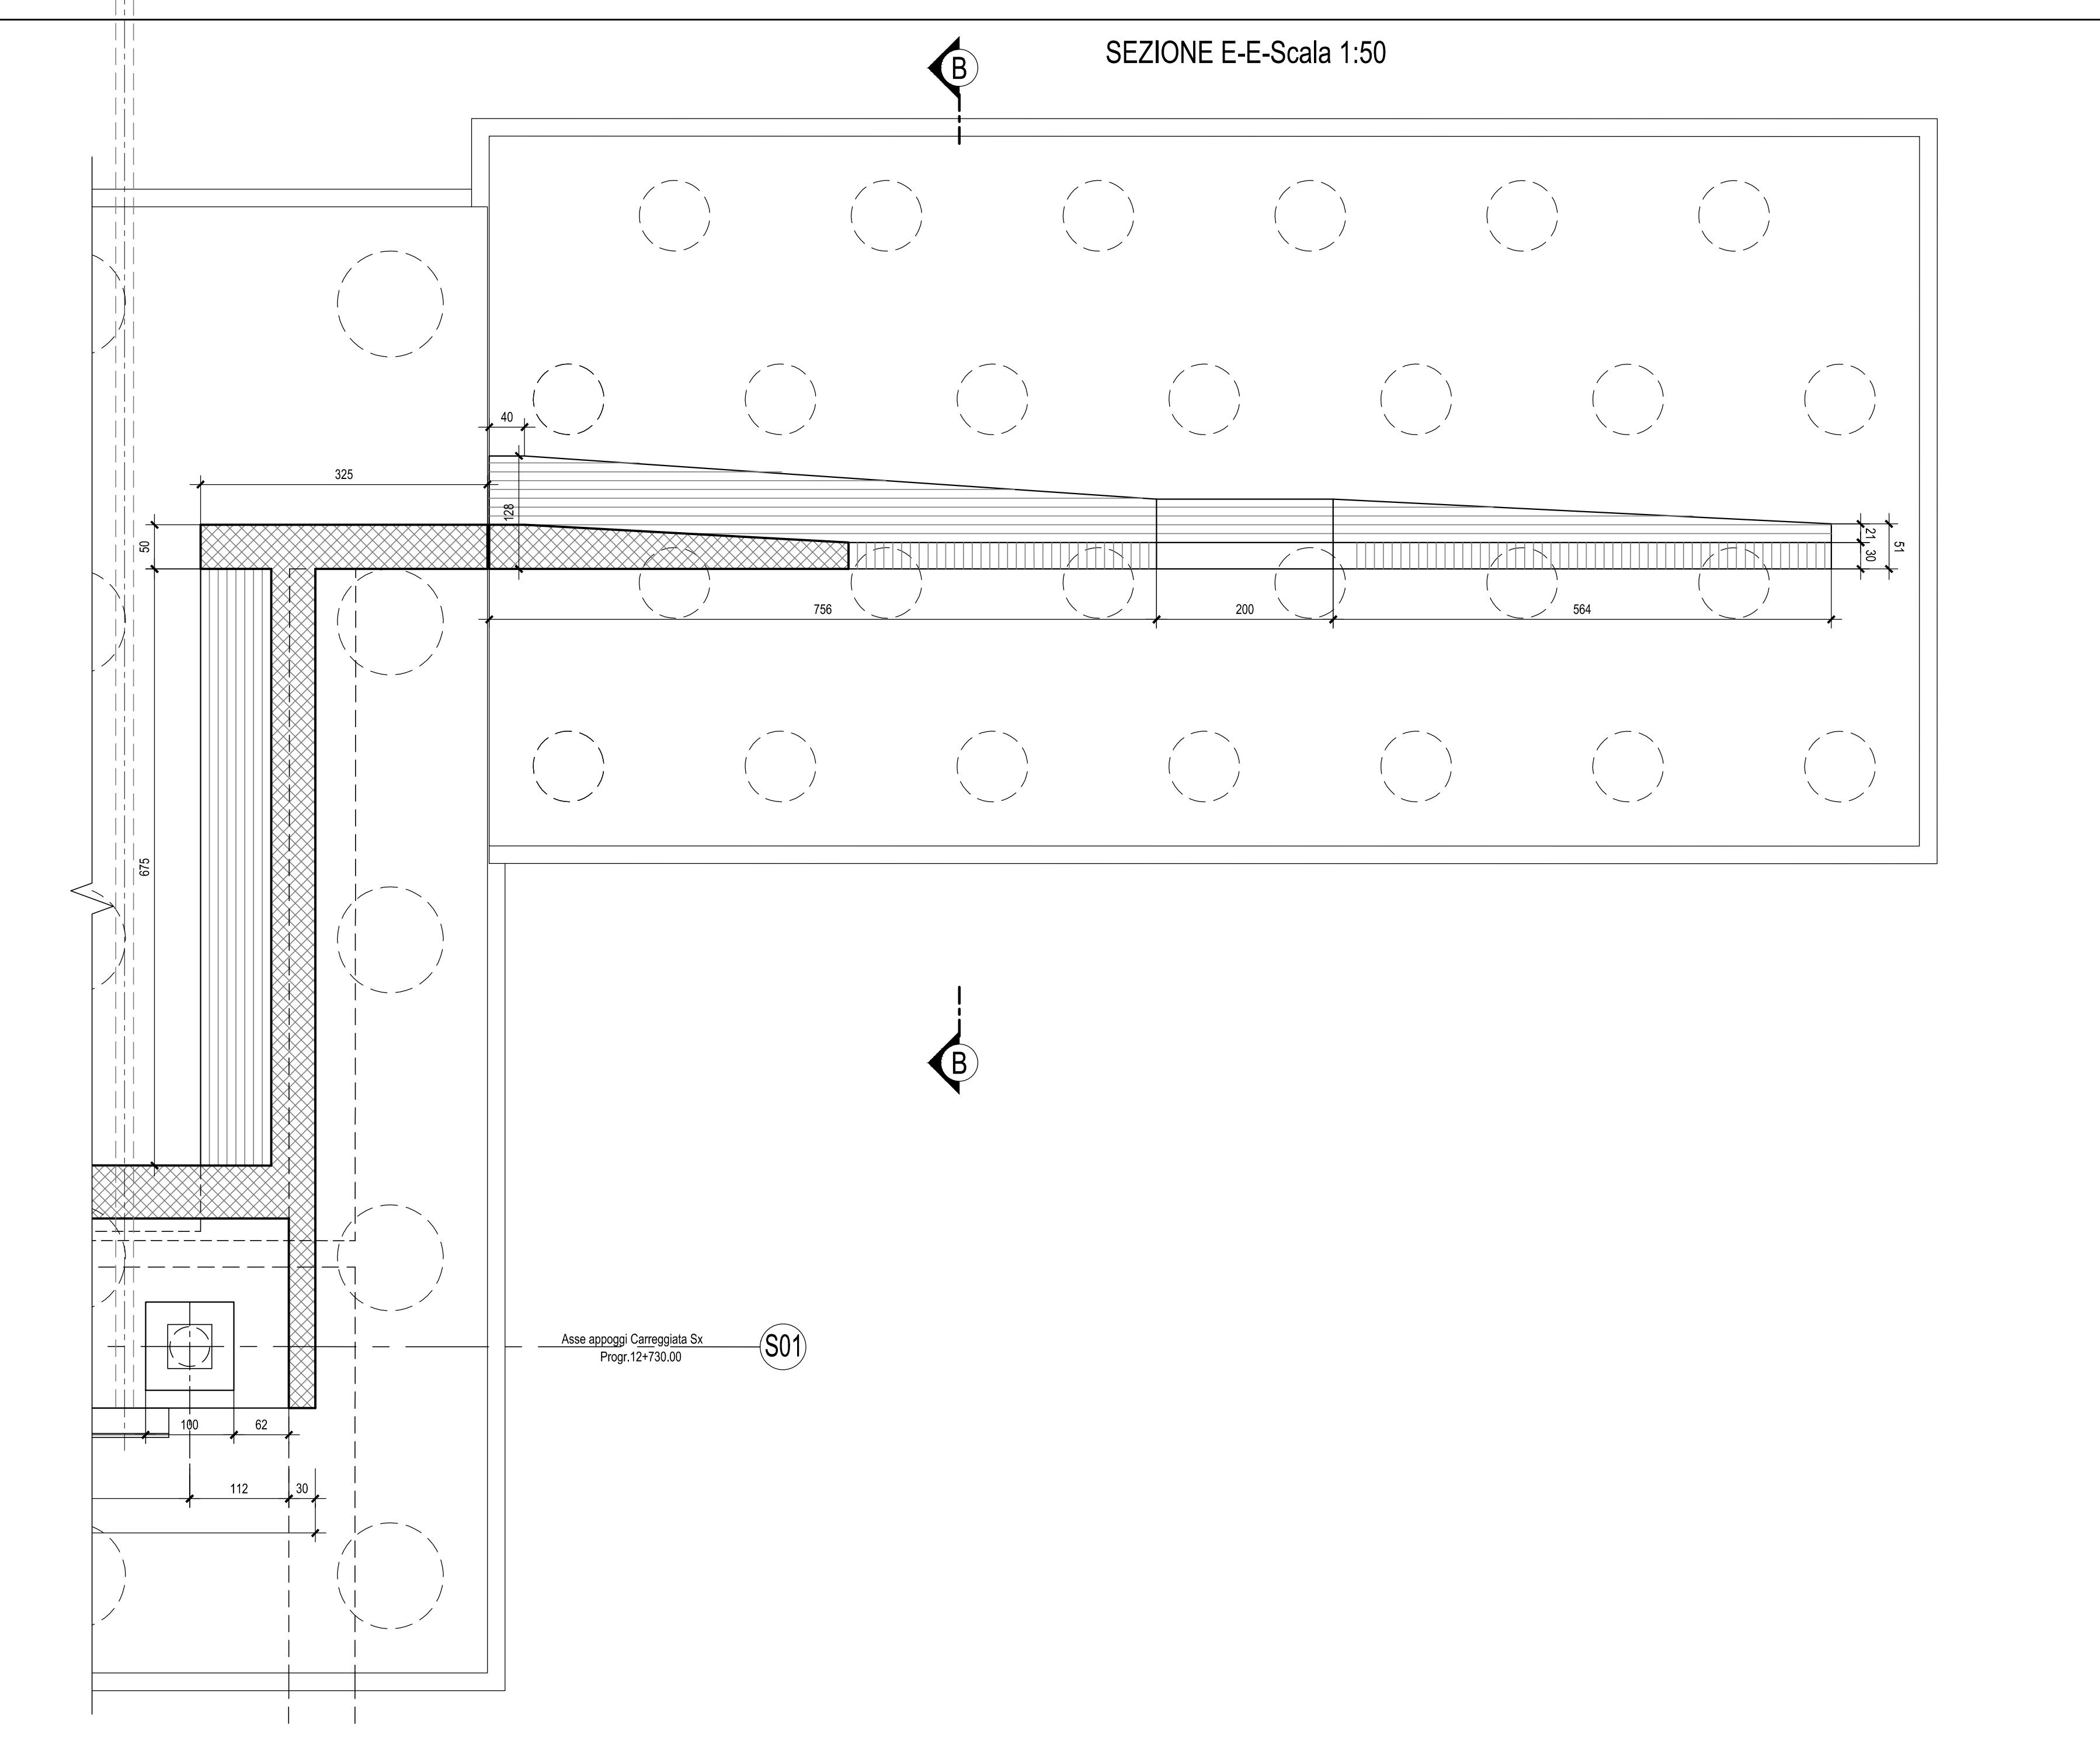 SEZIONE E-E-Scala 1:50
B
40
325
128
50
21
30
51
756
200
564
675
B
Asse appoggi Carreggiata Sx
Progr.12+730.00
S01
100
62
112
30